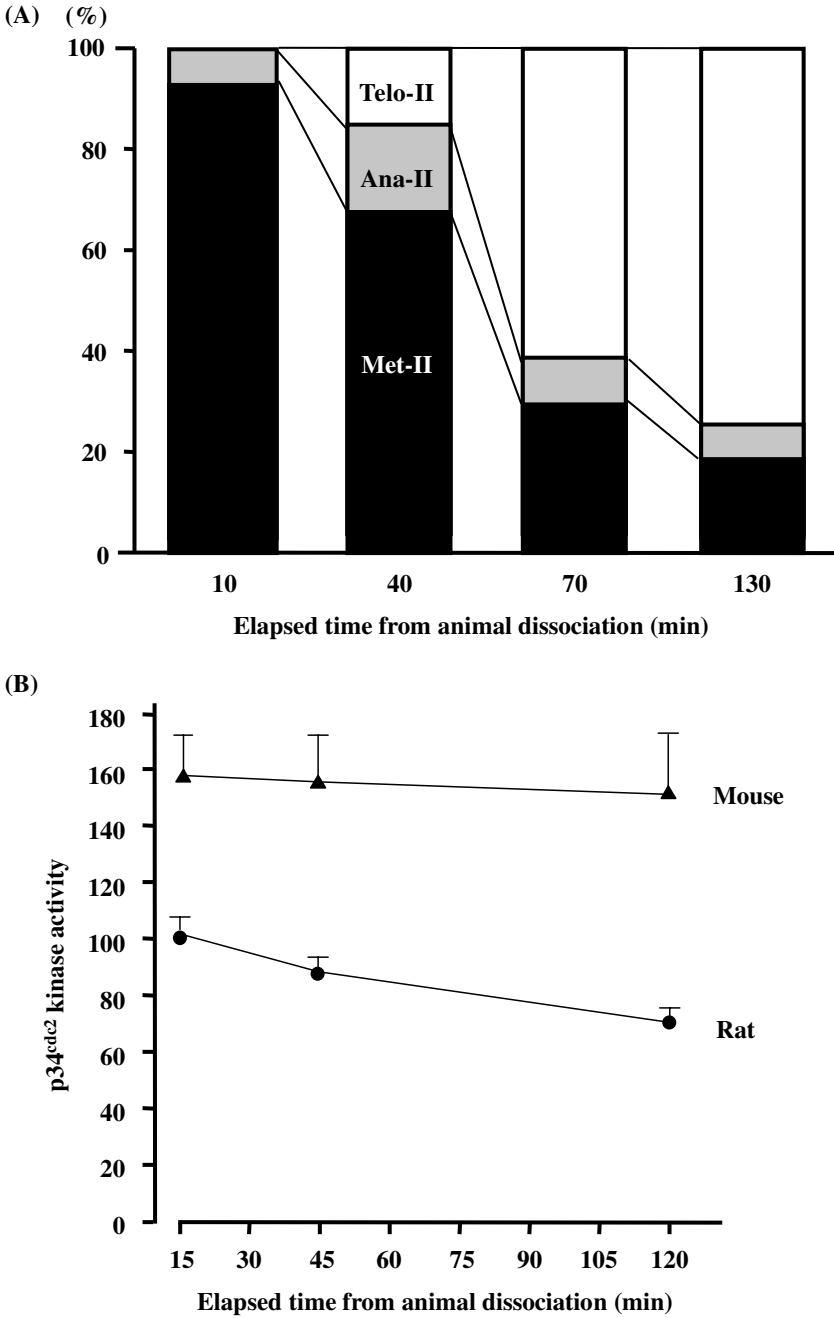 (A) (%)
100
80
60
40
20
0
Telo-II
Ana-II
Met-II
10 40 70 130
Elapsed time from animal dissociation (min)
(B)
180
160
140
120
100
80
60
40
20
0
p34cdc2 kinase activity
Mouse
Rat
15 30 45 60 75 90 105 120
Elapsed time from animal dissociation (min)